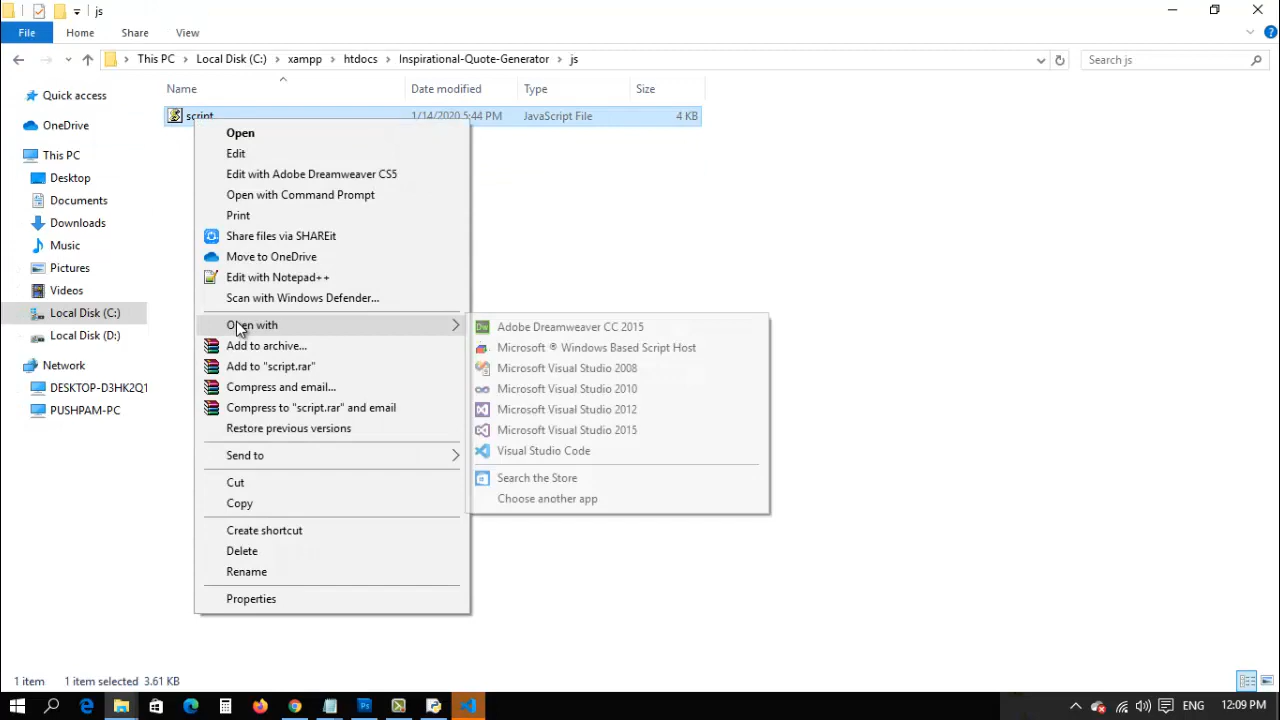 js
File Home Share View
This PC Local Disk (C:) xampp htdocs Inspirational-Quote-Generator js
Search js
Name Date modified Type Size
Quick access
OneDrive
This PC
Desktop
Documents
Downloads
Music
Pictures
Videos
Local Disk (C:)
Local Disk (D:)
Network
DESKTOP-D3HK2Q1
PUSHPAM-PC
script 1/14/2020 5:44 PM JavaScript File 4 KB
Open
Edit
Edit with Adobe Dreamweaver CS5
Open with Command Prompt
Print
Share files via SHAREit
Move to OneDrive
Edit with Notepad++
Scan with Windows Defender...
Open with
Add to archive...
Add to "script.rar"
Compress and email...
Compress to "script.rar" and email
Restore previous versions
Send to
Cut
Copy
Create shortcut
Delete
Rename
Properties
Adobe Dreamweaver CC 2015
Microsoft ® Windows Based Script Host
Microsoft Visual Studio 2008
Microsoft Visual Studio 2010
Microsoft Visual Studio 2012
Microsoft Visual Studio 2015
Visual Studio Code
Search the Store
Choose another app
1 item 1 item selected 3.61 KB
ENG 12:09 PM